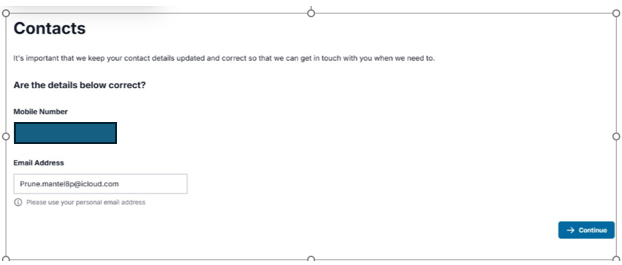 Contacts
It's important that we keep your contact details updated and correct so that we can get in touch with you when we need to.
Are the details below correct?
Mobile Number
Email Address
Prune.mantel8p@icloud.com
Please use your personal email address
→ Continue